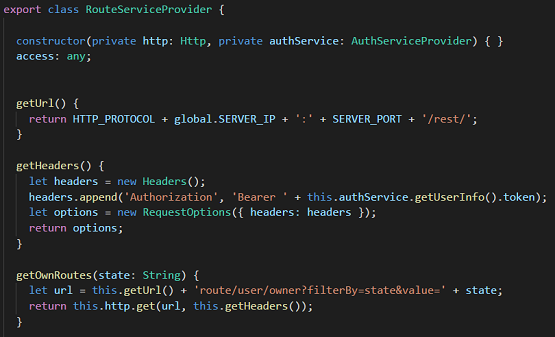 export class RouteServiceProvider {
constructor(private http: Http, private authService: AuthServiceProvider) { }
access: any;
getUrl() {
return HTTP_PROTOCOL + global.SERVER_IP + ':' + SERVER_PORT + '/rest/';
}
getHeaders() {
let headers = new Headers();
headers.append('Authorization', 'Bearer ' + this.authService.getUserInfo().token);
let options = new RequestOptions({ headers: headers });
return options;
}
getOwnRoutes(state: String) {
let url = this.getUrl() + 'route/user/owner?filterBy=state&value=' + state;
return this.http.get(url, this.getHeaders());
}